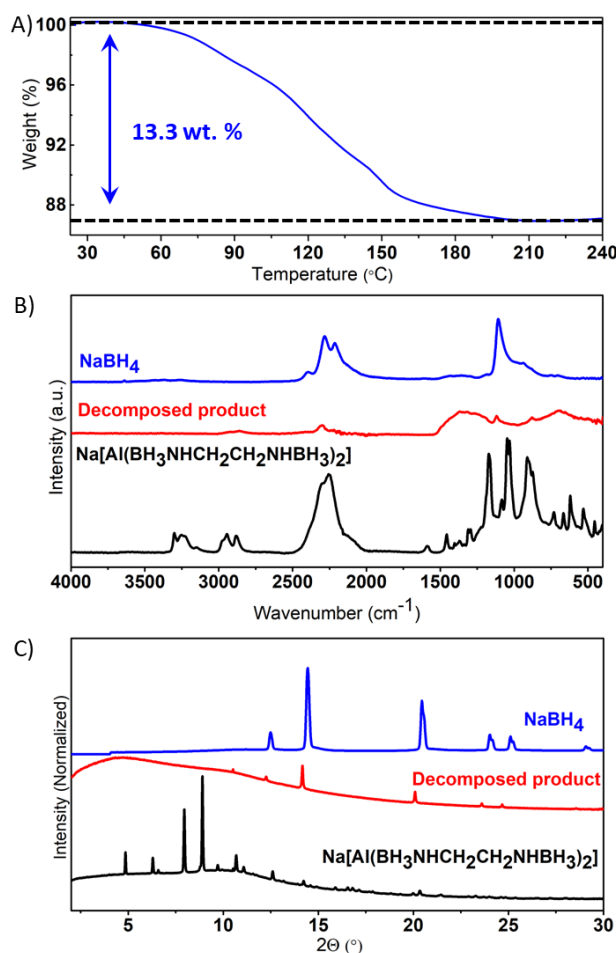 A)
100
96
92
88
Weight (%)
13.3 wt. %
30 60 90 120 150 180 210 240
Temperature (°C)
B)
NaBH4
Decomposed product
Na[Al(BH3NHCH2CH2NHBH3)2]
Intensity (a.u.)
4000 3500 3000 2500 2000 1500 1000 500
Wavenumber (cm-1)
C)
NaBH4
Decomposed product
Na[Al(BH3NHCH2CH2NHBH3)2]
Intensity (Normalized)
5 10 15 20 25 30
2Θ (°)